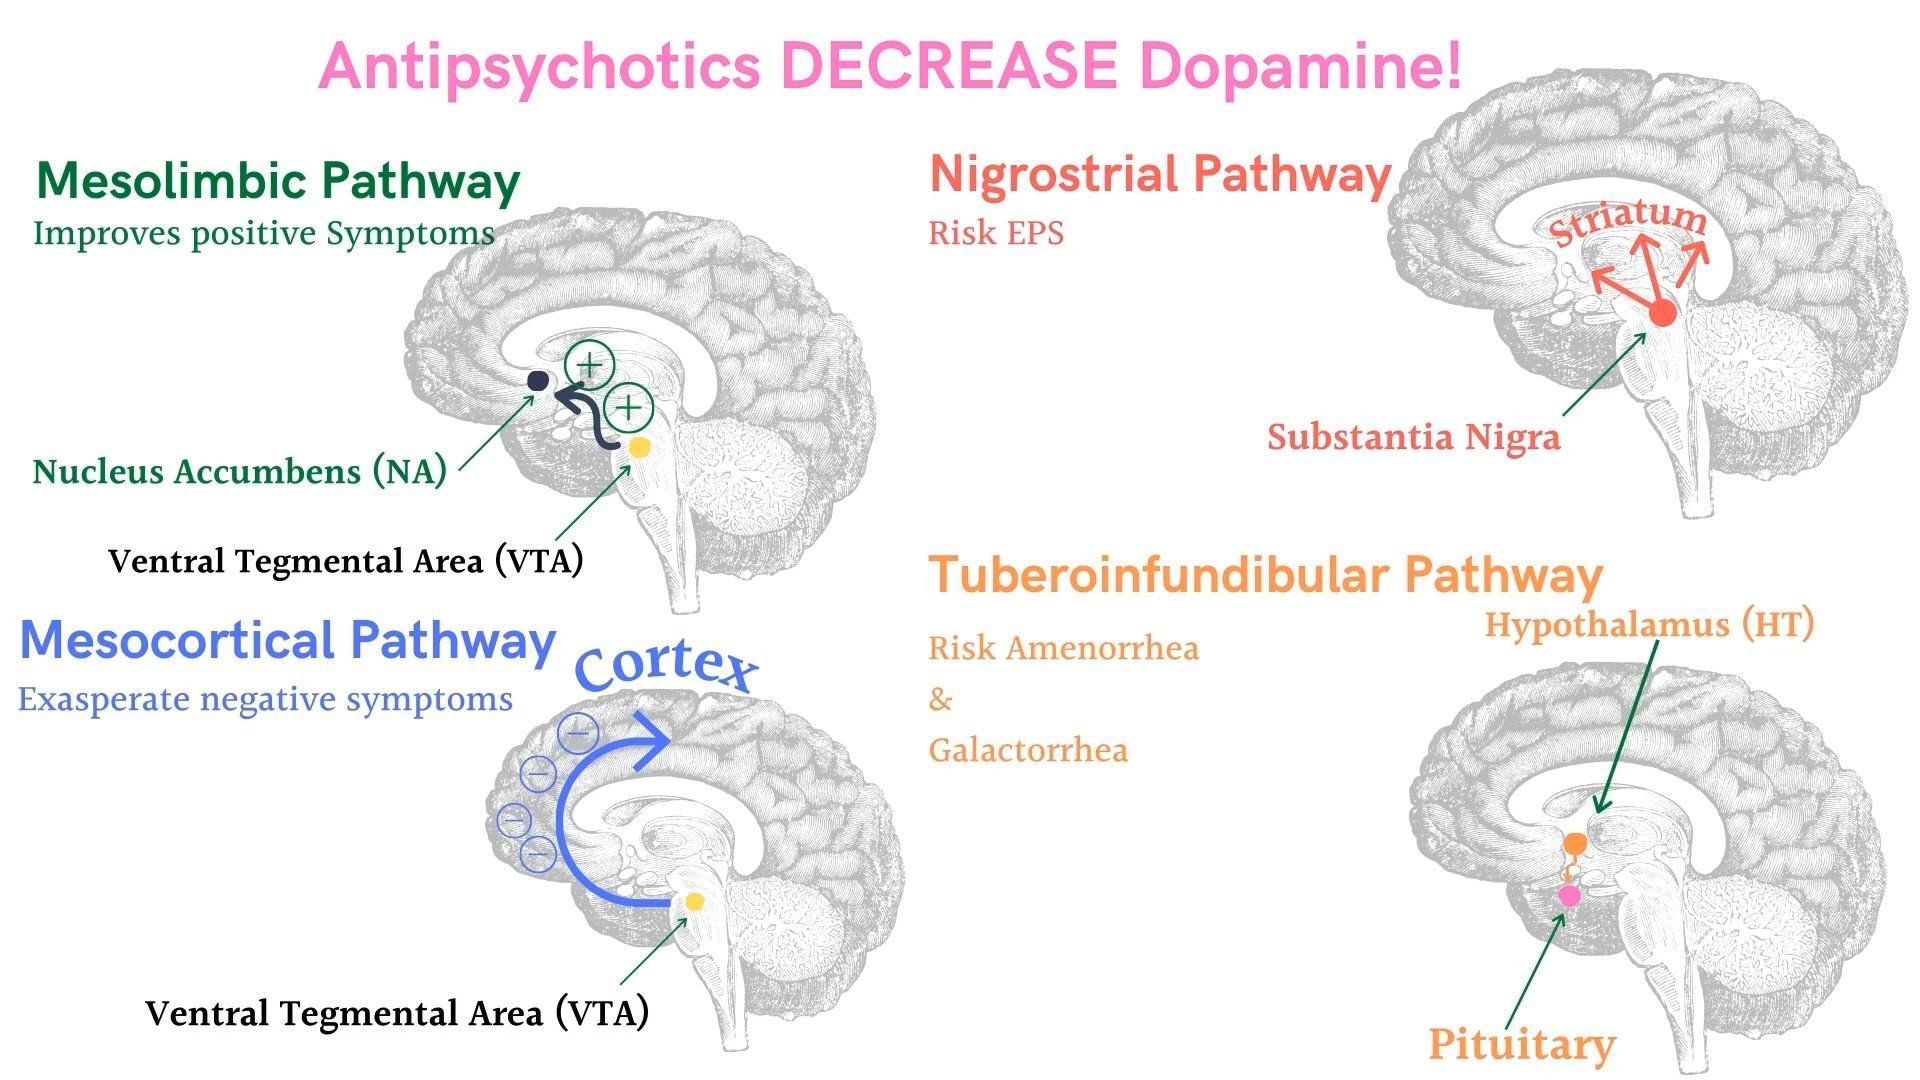 Antipsychotics DECREASE Dopamine!
Mesolimbic Pathway
Improves positive Symptoms
Nucleus Accumbens (NA)
Ventral Tegmental Area (VTA)
Nigrostrial Pathway
Risk EPS
Striatum
Substantia Nigra
Mesocortical Pathway
Exasperate negative symptoms
Cortex
Ventral Tegmental Area (VTA)
Tuberoinfundibular Pathway
Risk Amenorrhea
&
Galactorrhea
Hypothalamus (HT)
Pituitary